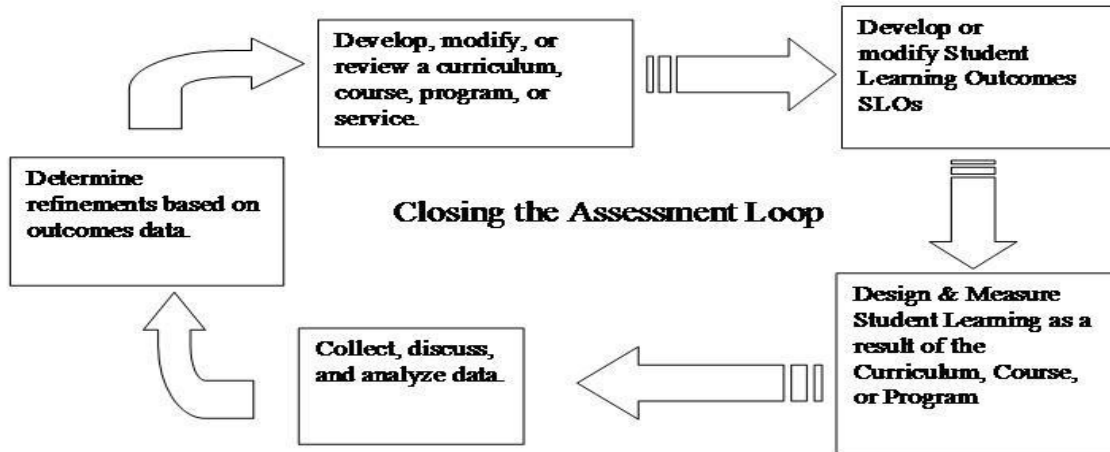 Develop, modify, or
review a curriculum,
course, program, or
service.
Develop or
modify Student
Learning Outcomes
SLOs
Design & Measure
Student Learning as a
result of the
Curriculum, Course,
or Program
Collect, discuss,
and analyze data.
Determine
refinements based on
outcomes data.
Closing the Assessment Loop